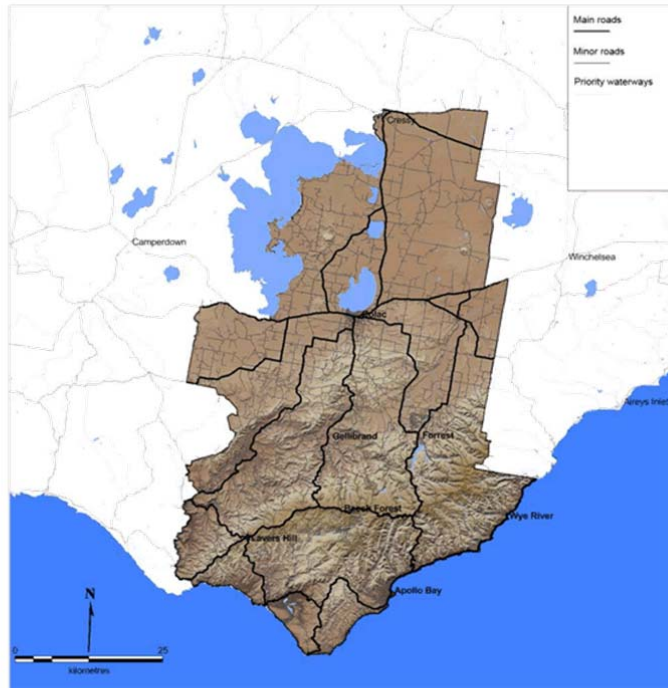 Main roads
Minor roads
Priority waterways
Cressy
Camperdown
Winchelsea
Aireys Inlet
Gellibrand
Forrest
Beech Forest
Wye River
Lavers Hill
Apollo Bay
N
0
25
kilometres